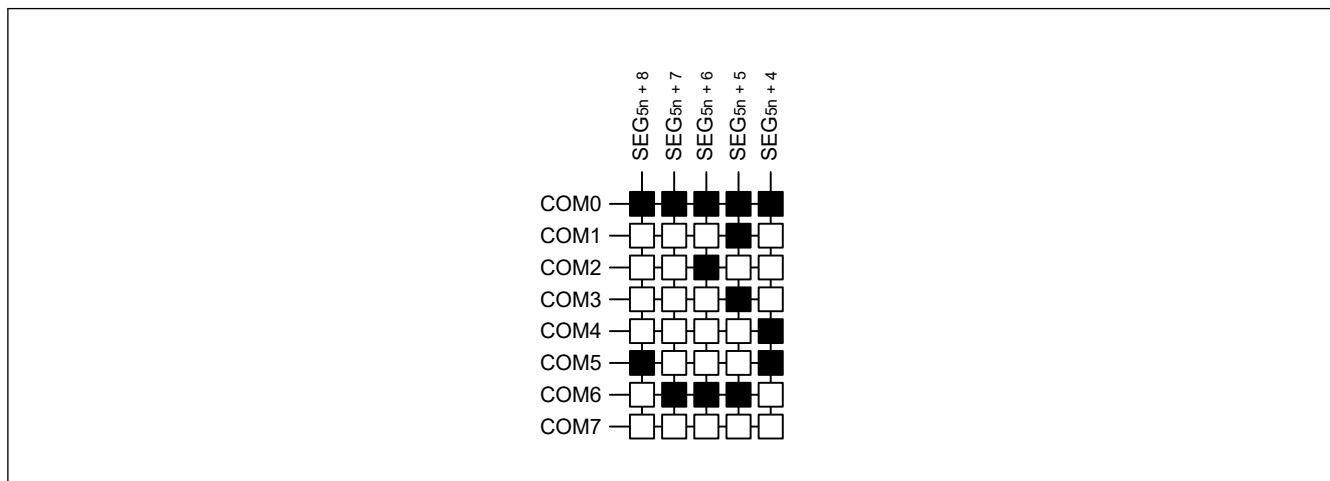 SEG5n + 8
SEG5n + 7
SEG5n + 6
SEG5n + 5
SEG5n + 4
COM0
COM1
COM2
COM3
COM4
COM5
COM6
COM7